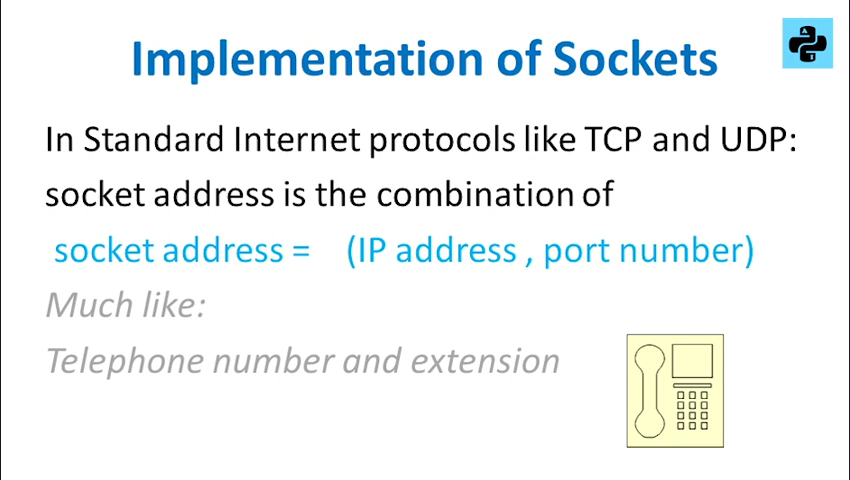 Implementation of Sockets
In Standard Internet protocols like TCP and UDP:
socket address is the combination of
socket address = (IP address , port number)
Much like:
Telephone number and extension